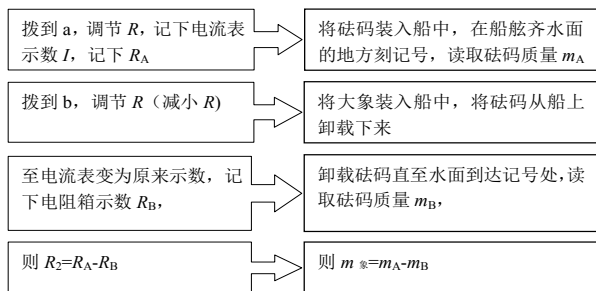 拨到 a，调节 R，记下电流表
示数 I，记下 RA
将砝码装入船中，在船舷齐水面
的地方刻记号，读取砝码质量 mA
拨到 b，调节 R（减小 R)
将大象装入船中，将砝码从船上
卸载下来
至电流表变为原来示数，记
下电阻箱示数 RB，
卸载砝码直至水面到达记号处，读
取砝码质量 mB，
则 R2=RA-RB
则 m 象=mA-mB